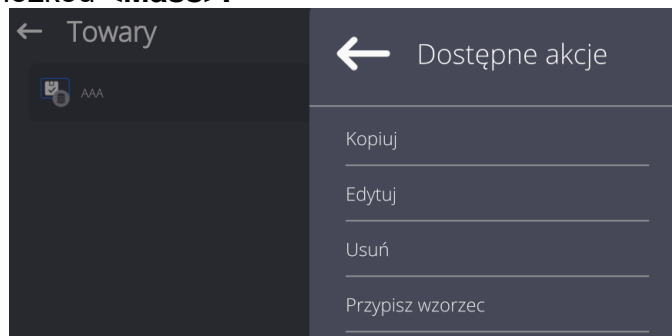 Towary
AAA
Dostępne akcje
Kopiuj
Edytuj
Usuń
Przypisz wzorzec